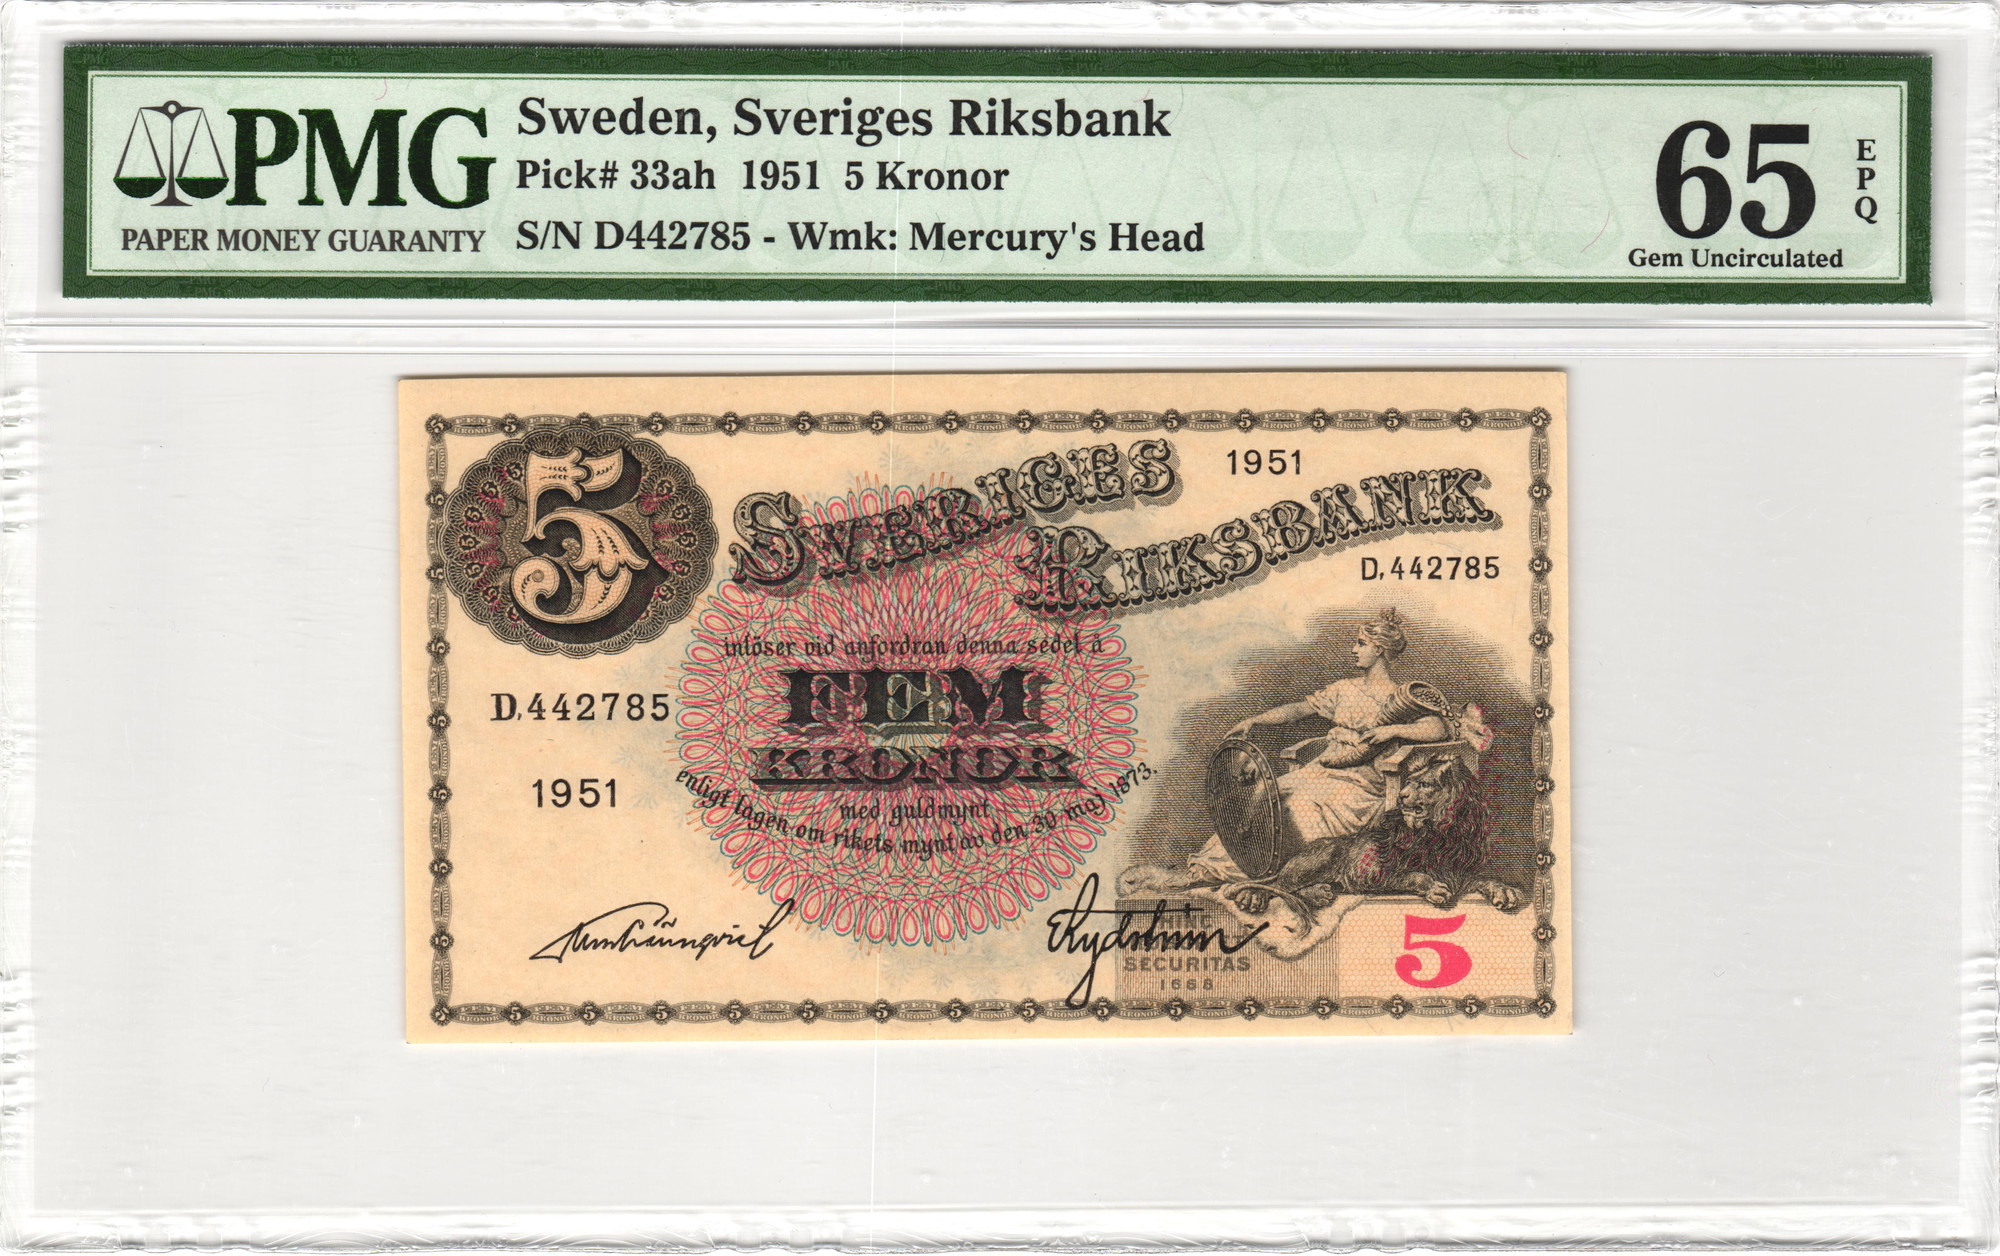 PMG
PAPER MONEY GUARANTY
Sweden, Sveriges Riksbank
Pick# 33ah 1951 5 Kronor
S/N D442785 - Wmk: Mercury's Head
65
EPQ
Gem Uncirculated
5
SVERIGES
1951
RIKSBANK
D,442785
inlöser vid anfordran denna sedel å
FEM
D,442785
KRONOR
1951
med guldmynt
enligt lagen om rikets mynt av den 30 maj 1873.
SECURITAS
1668
5